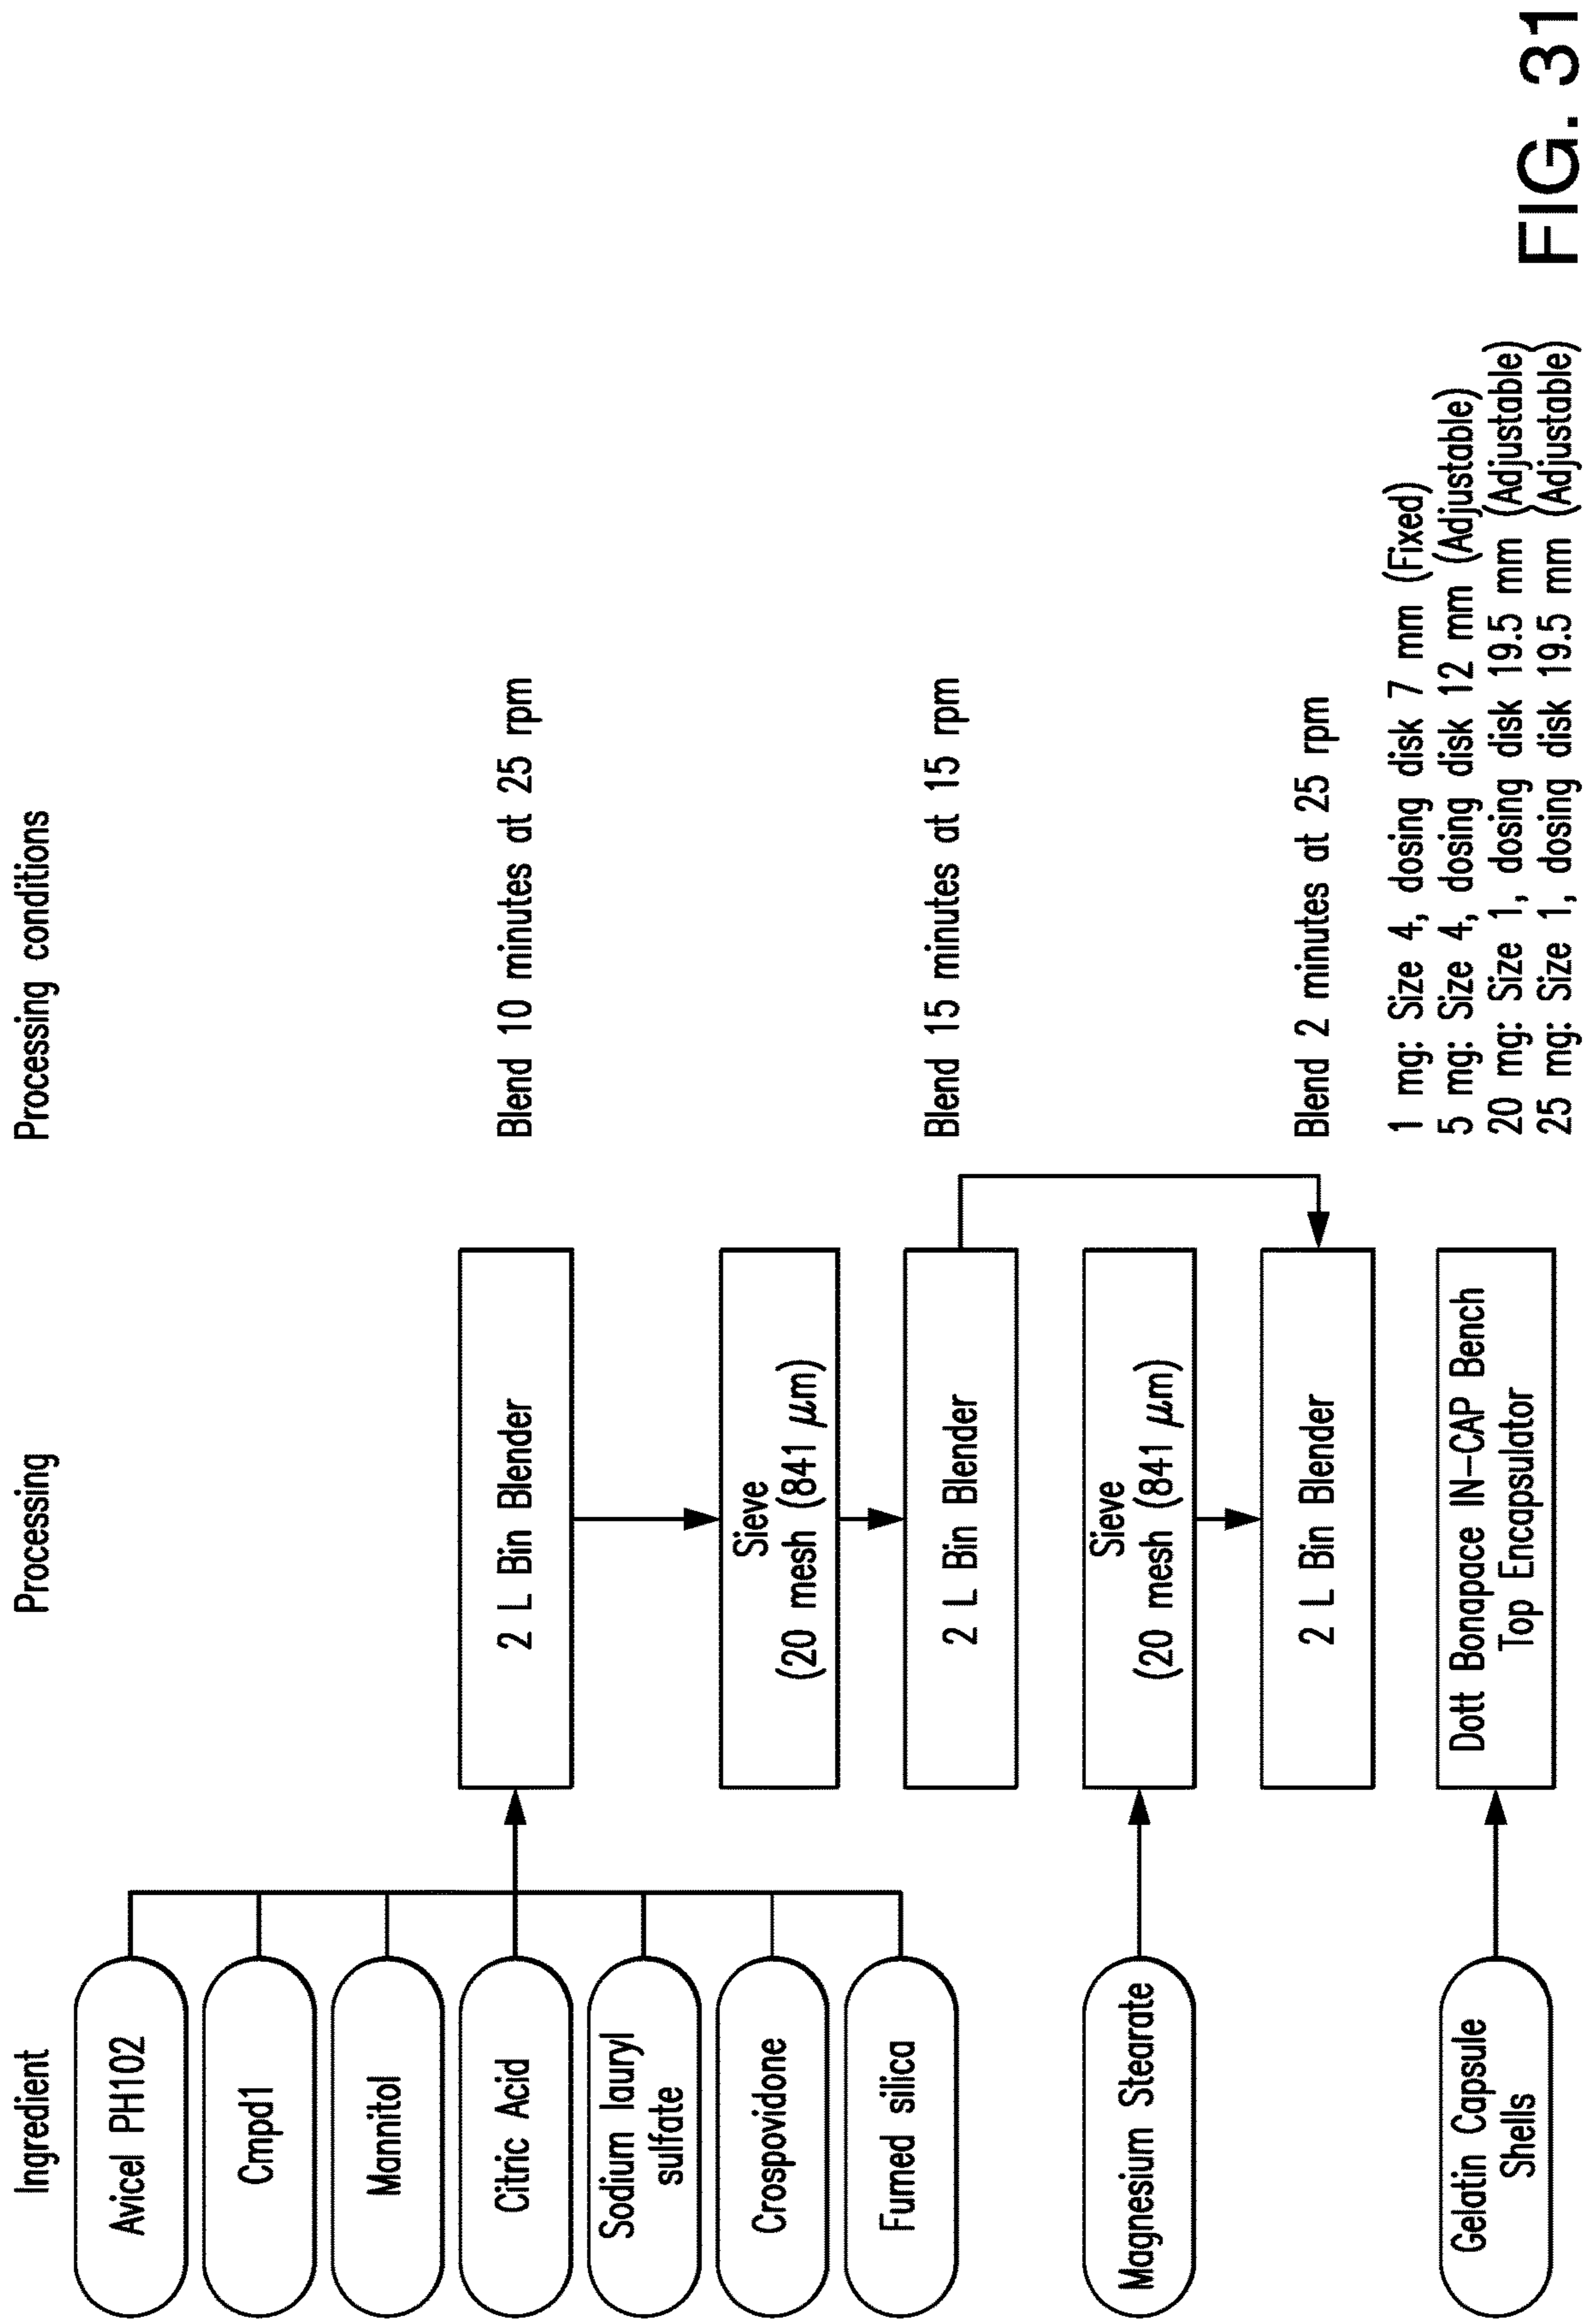 Ingredient
Processing
Processing conditions
Avicel PH102
Cmpd1
Mannitol
Citric Acid
Sodium lauryl
sulfate
Crospovidone
Fumed silica
2 L Bin Blender
Blend 10 minutes at 25 rpm
Sieve
(20 mesh (841 μm)
2 L Bin Blender
Blend 15 minutes at 15 rpm
Magnesium Stearate
Sieve
(20 mesh (841 μm)
2 L Bin Blender
Blend 2 minutes at 25 rpm
Gelatin Capsule
Shells
Dott Bonapace IN-CAP Bench
Top Encapsulator
1 mg: Size 4, dosing disk 7 mm (Fixed)
5 mg: Size 4, dosing disk 12 mm (Adjustable)
20 mg: Size 1, dosing disk 19.5 mm (Adjustable)
25 mg: Size 1, dosing disk 19.5 mm (Adjustable)
FIG. 31